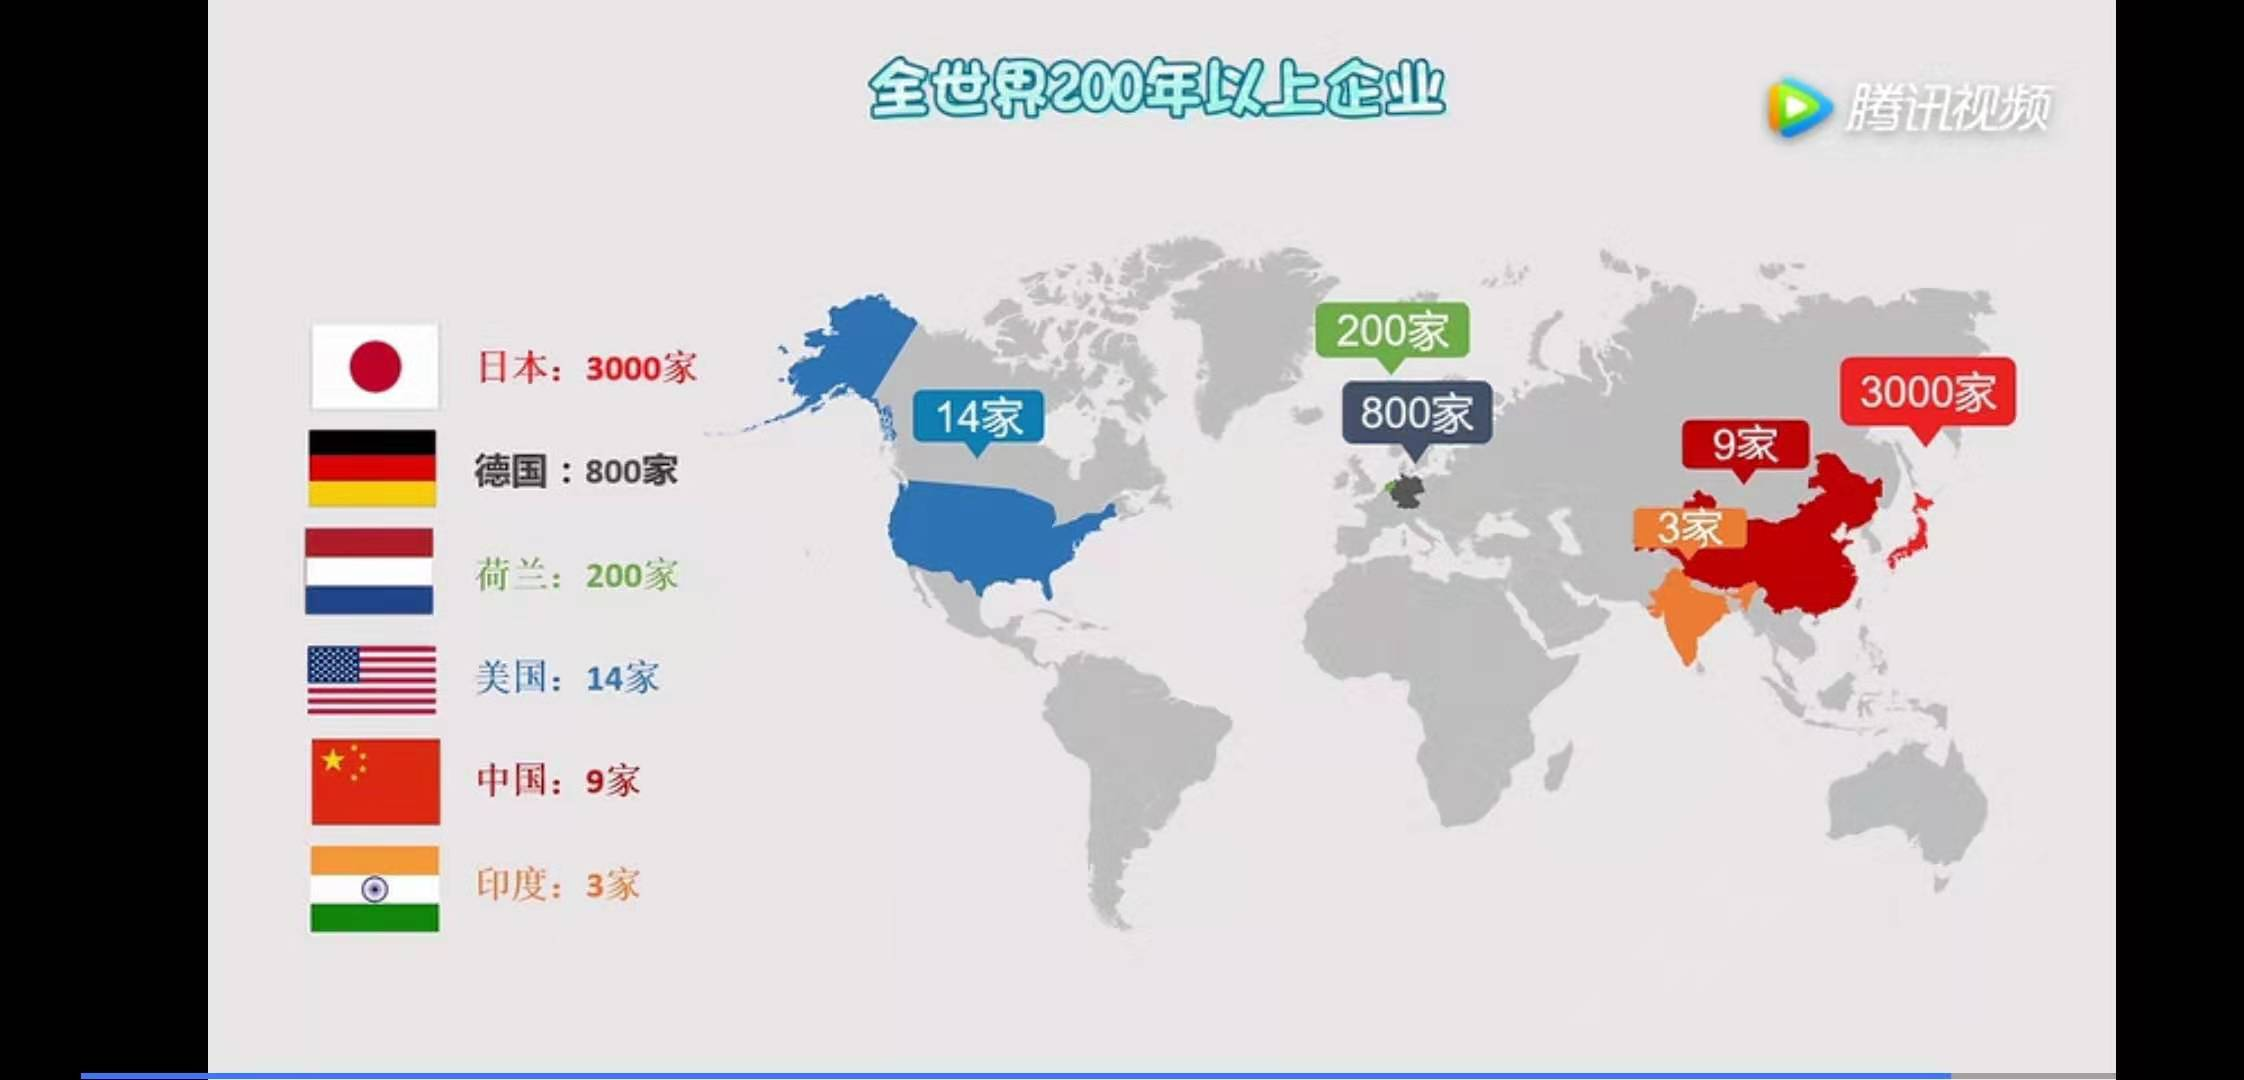 全世界200年以上企业
腾讯视频
日本：3000家
德国：800家
荷兰：200家
美国：14家
中国：9家
印度：3家
14家
200家
800家
3000家
9家
3家